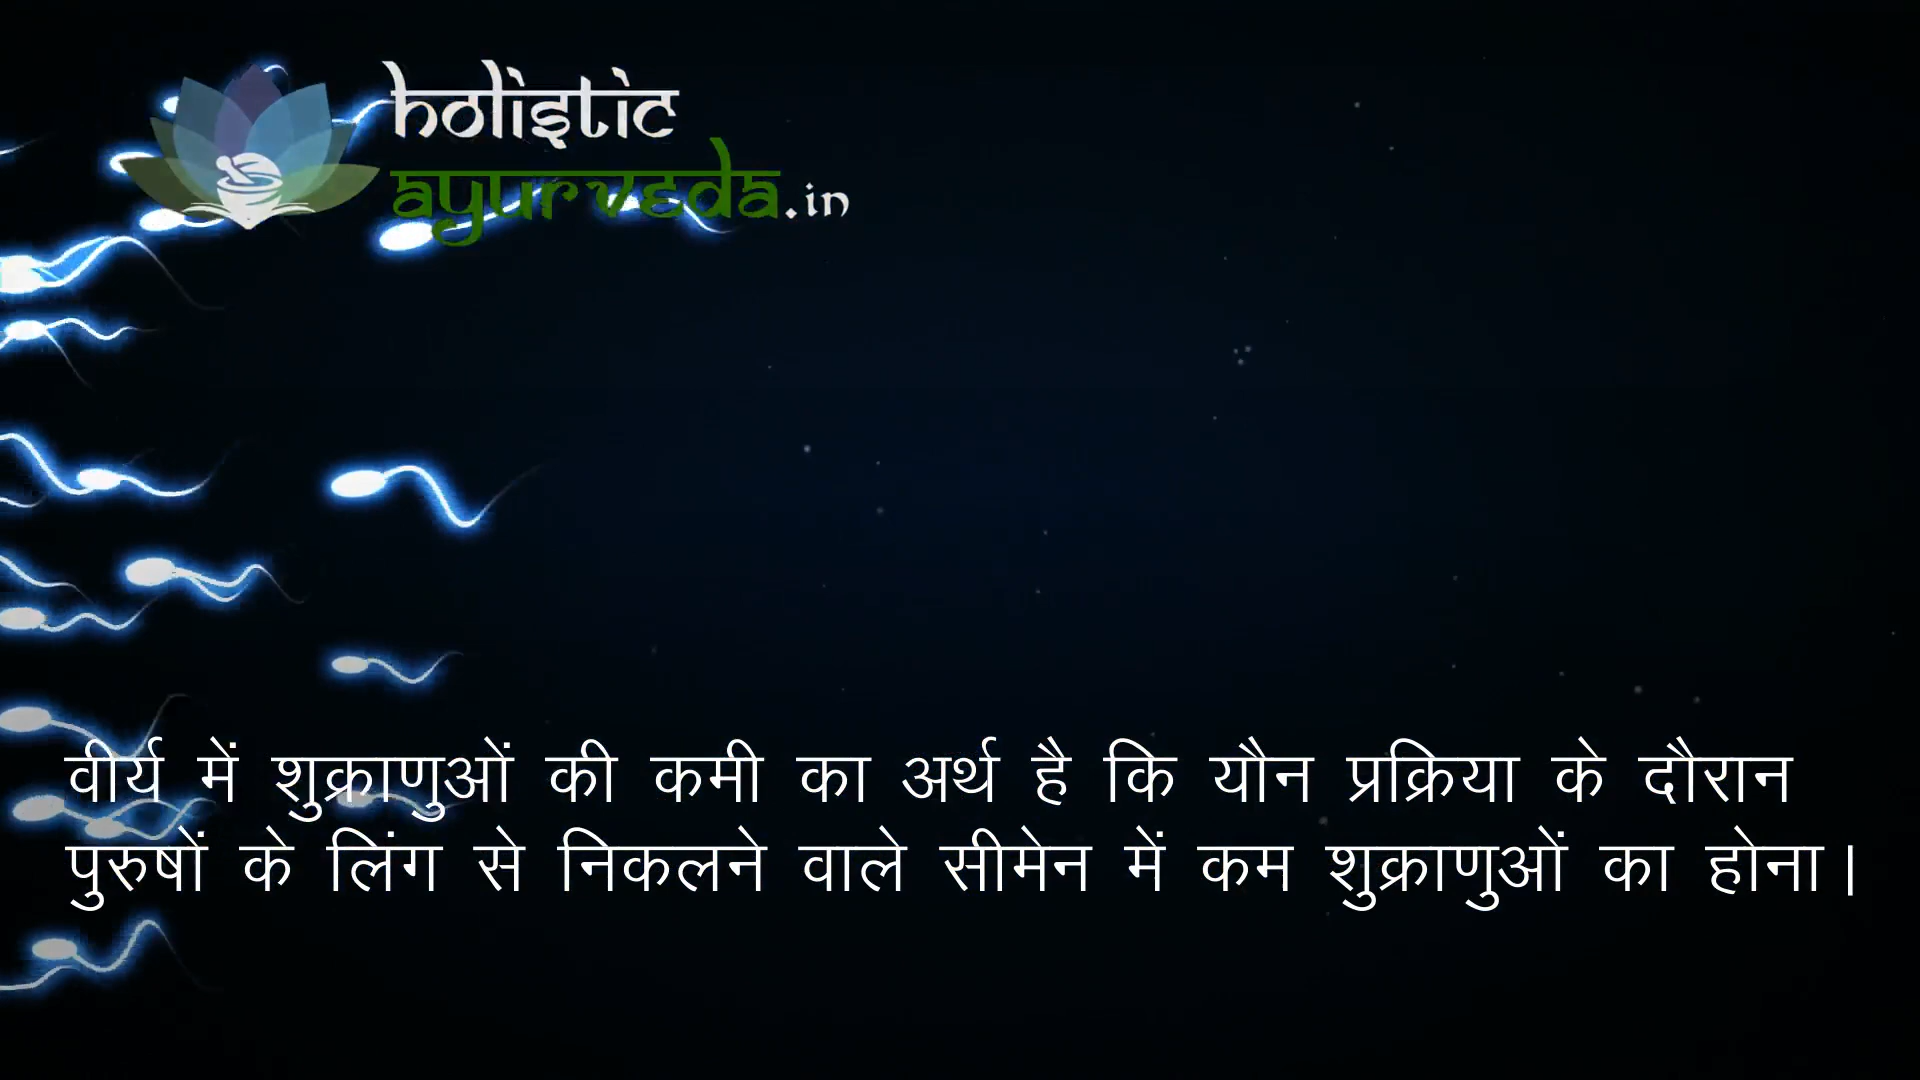 holistic
ayurveda.in
वीर्य में शुक्राणुओं की कमी का अर्थ है कि यौन प्रक्रिया के दौरान
पुरुषों के लिंग से निकलने वाले सीमेन में कम शुक्राणुओं का होना।